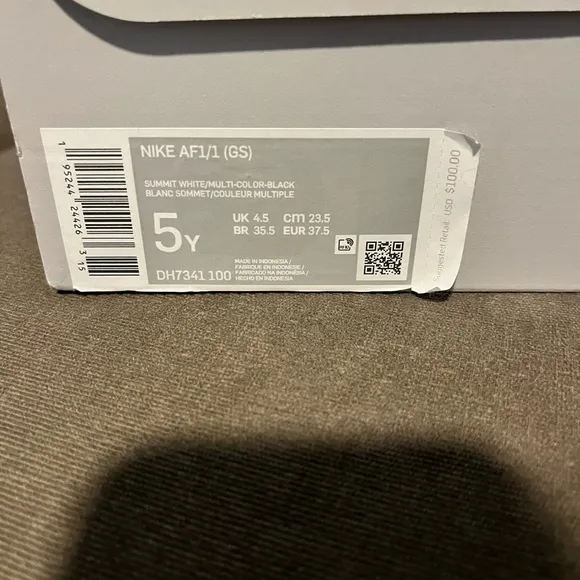 NIKE AF1/1 (GS)
SUMMIT WHITE/MULTI-COLOR-BLACK
BLANC SOMMET/COULEUR MULTIPLE
5Y
UK 4.5 cm 23.5
BR 35.5 EUR 37.5
MADE IN INDONESIA/
FABRIQUÉ EN INDONÉSIE/
FABRICADO NA INDONÉSIA/
HECHO EN INDONESIA
DH7341 100
1 95244 24426 3 15
Suggested Retail USD $100.00